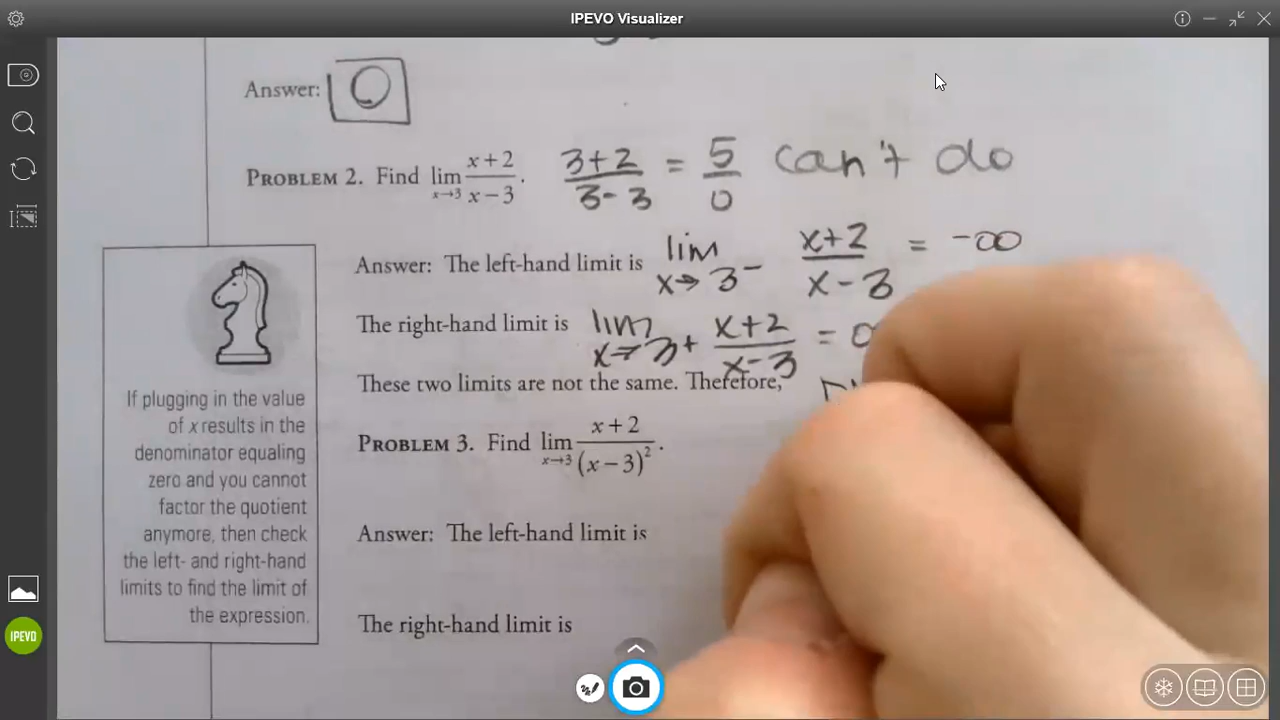 IPEVO Visualizer
Answer: 0
PROBLEM 2. Find lim x→3 x+2 / x−3. 3+2 / 3-3 = 5 / 0 can't do
Answer: The left-hand limit is lim x→3⁻ x+2 / x-3 = -∞
The right-hand limit is lim x→3+ x+2 / x-3 =
These two limits are not the same. Therefore,
PROBLEM 3. Find lim x→3 x+2 / (x−3)².
Answer: The left-hand limit is
The right-hand limit is
If plugging in the value
of x results in the
denominator equaling
zero and you cannot
factor the quotient
anymore, then check
the left- and right-hand
limits to find the limit of
the expression.
IPEVO